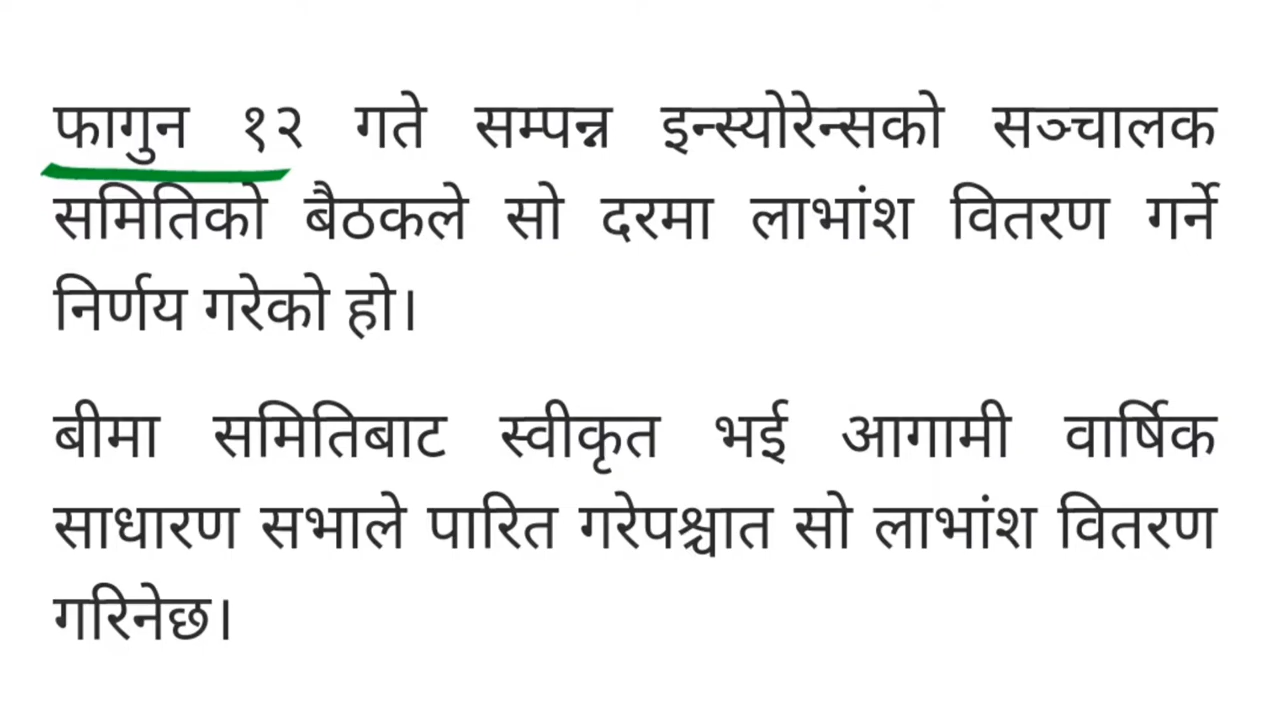 फागुन १२ गते सम्पन्न इन्स्योरेन्सको सञ्चालक
समितिको बैठकले सो दरमा लाभांश वितरण गर्ने
निर्णय गरेको हो।
बीमा समितिबाट स्वीकृत भई आगामी वार्षिक
साधारण सभाले पारित गरेपश्चात सो लाभांश वितरण
गरिनेछ।